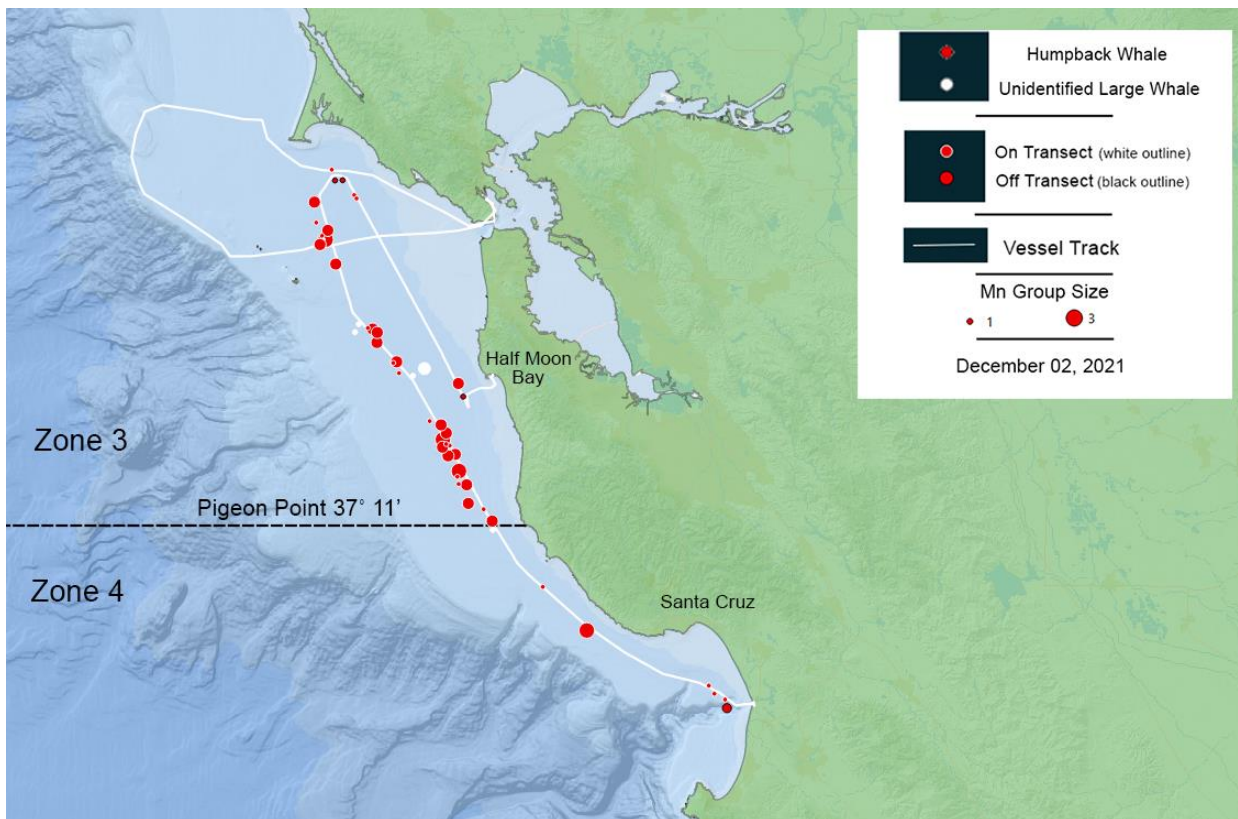 Humpback Whale
Unidentified Large Whale
On Transect (white outline)
Off Transect (black outline)
Vessel Track
Mn Group Size
1 3
December 02, 2021
Half Moon
Bay
Zone 3
Pigeon Point 37° 11’
Zone 4
Santa Cruz